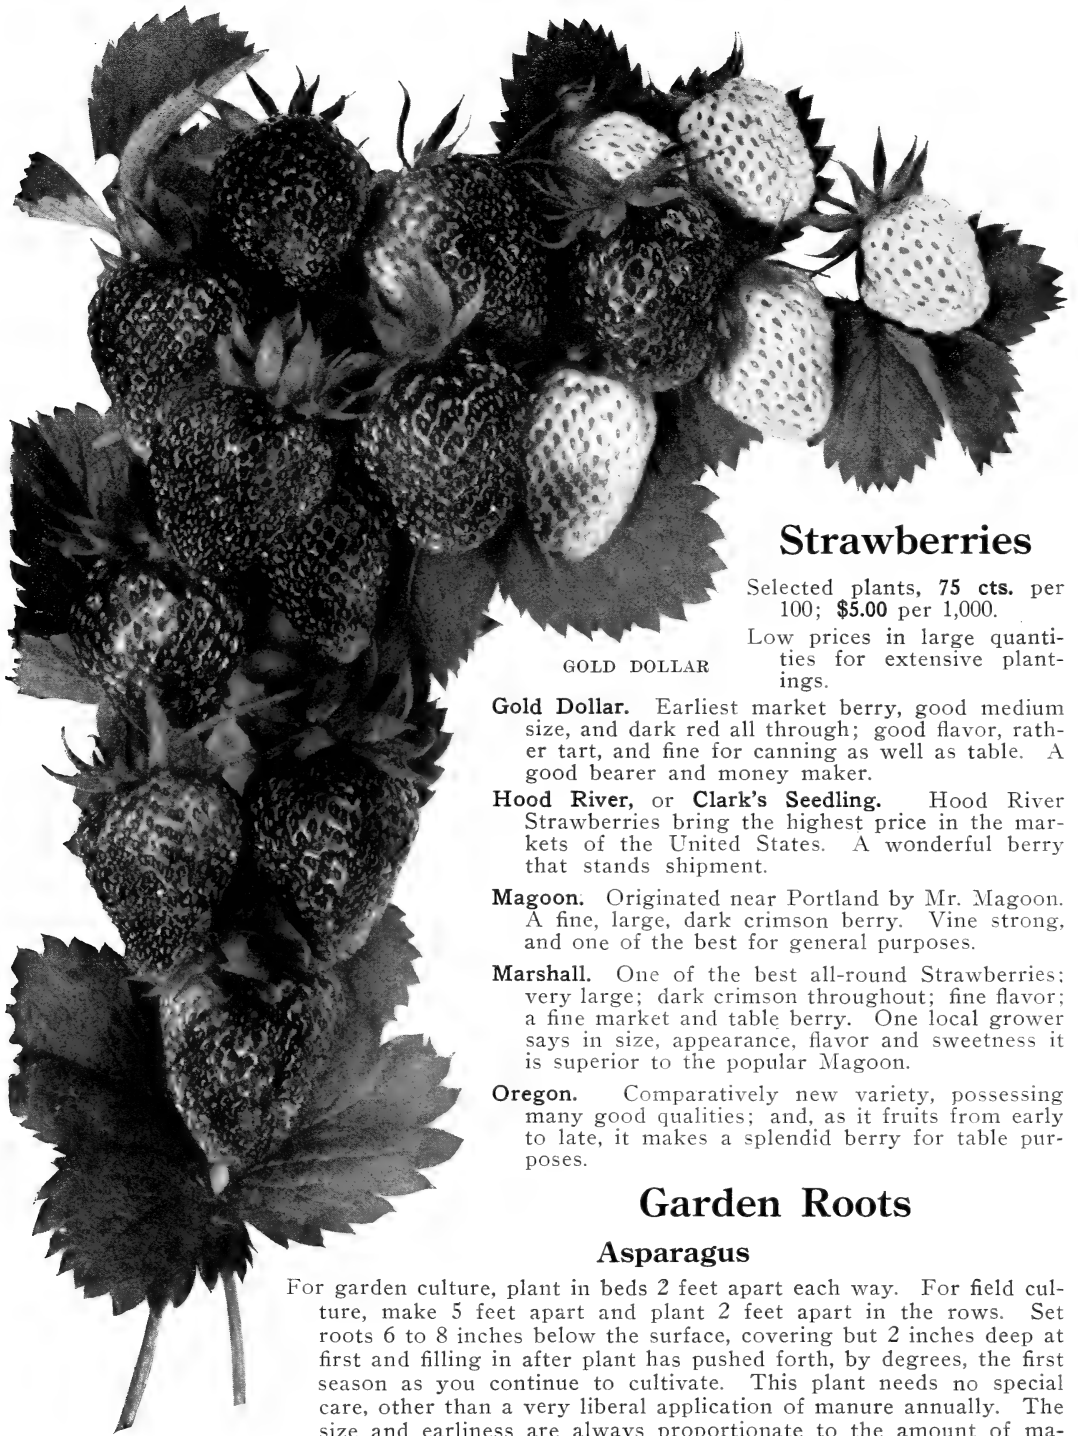 Strawberries
Selected plants, 75 cts. per
100; $5.00 per 1,000.
Low prices in large quanti-
ties for extensive plant-
ings.
GOLD DOLLAR
Gold Dollar. Earliest market berry, good medium
size, and dark red all through; good flavor, rath-
er tart, and fine for canning as well as table. A
good bearer and money maker.
Hood River, or Clark's Seedling. Hood River
Strawberries bring the highest price in the mar-
kets of the United States. A wonderful berry
that stands shipment.
Magoon. Originated near Portland by Mr. Magoon.
A fine, large, dark crimson berry. Vine strong,
and one of the best for general purposes.
Marshall. One of the best all-round Strawberries;
very large; dark crimson throughout; fine flavor;
a fine market and table berry. One local grower
says in size, appearance, flavor and sweetness it
is superior to the popular Magoon.
Oregon. Comparatively new variety, possessing
many good qualities; and, as it fruits from early
to late, it makes a splendid berry for table pur-
poses.
Garden Roots
Asparagus
For garden culture, plant in beds 2 feet apart each way. For field cul-
ture, make 5 feet apart and plant 2 feet apart in the rows. Set
roots 6 to 8 inches below the surface, covering but 2 inches deep at
first and filling in after plant has pushed forth, by degrees, the first
season as you continue to cultivate. This plant needs no special
care, other than a very liberal application of manure annually. The
size and earliness are always proportionate to the amount of ma-